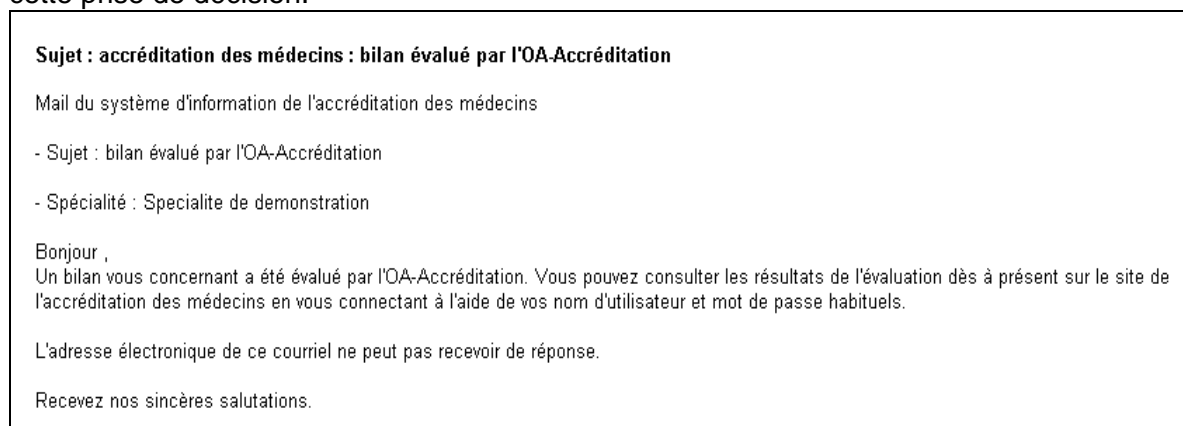 cette prise de décision.
Sujet : accréditation des médecins : bilan évalué par l'OA-Accréditation
Mail du système d'information de l'accréditation des médecins
- Sujet : bilan évalué par l'OA-Accréditation
- Spécialité : Specialite de demonstration
Bonjour ,
Un bilan vous concernant a été évalué par l'OA-Accréditation. Vous pouvez consulter les résultats de l'évaluation dès à présent sur le site de
l'accréditation des médecins en vous connectant à l'aide de vos nom d'utilisateur et mot de passe habituels.
L'adresse électronique de ce courriel ne peut pas recevoir de réponse.
Recevez nos sincères salutations.